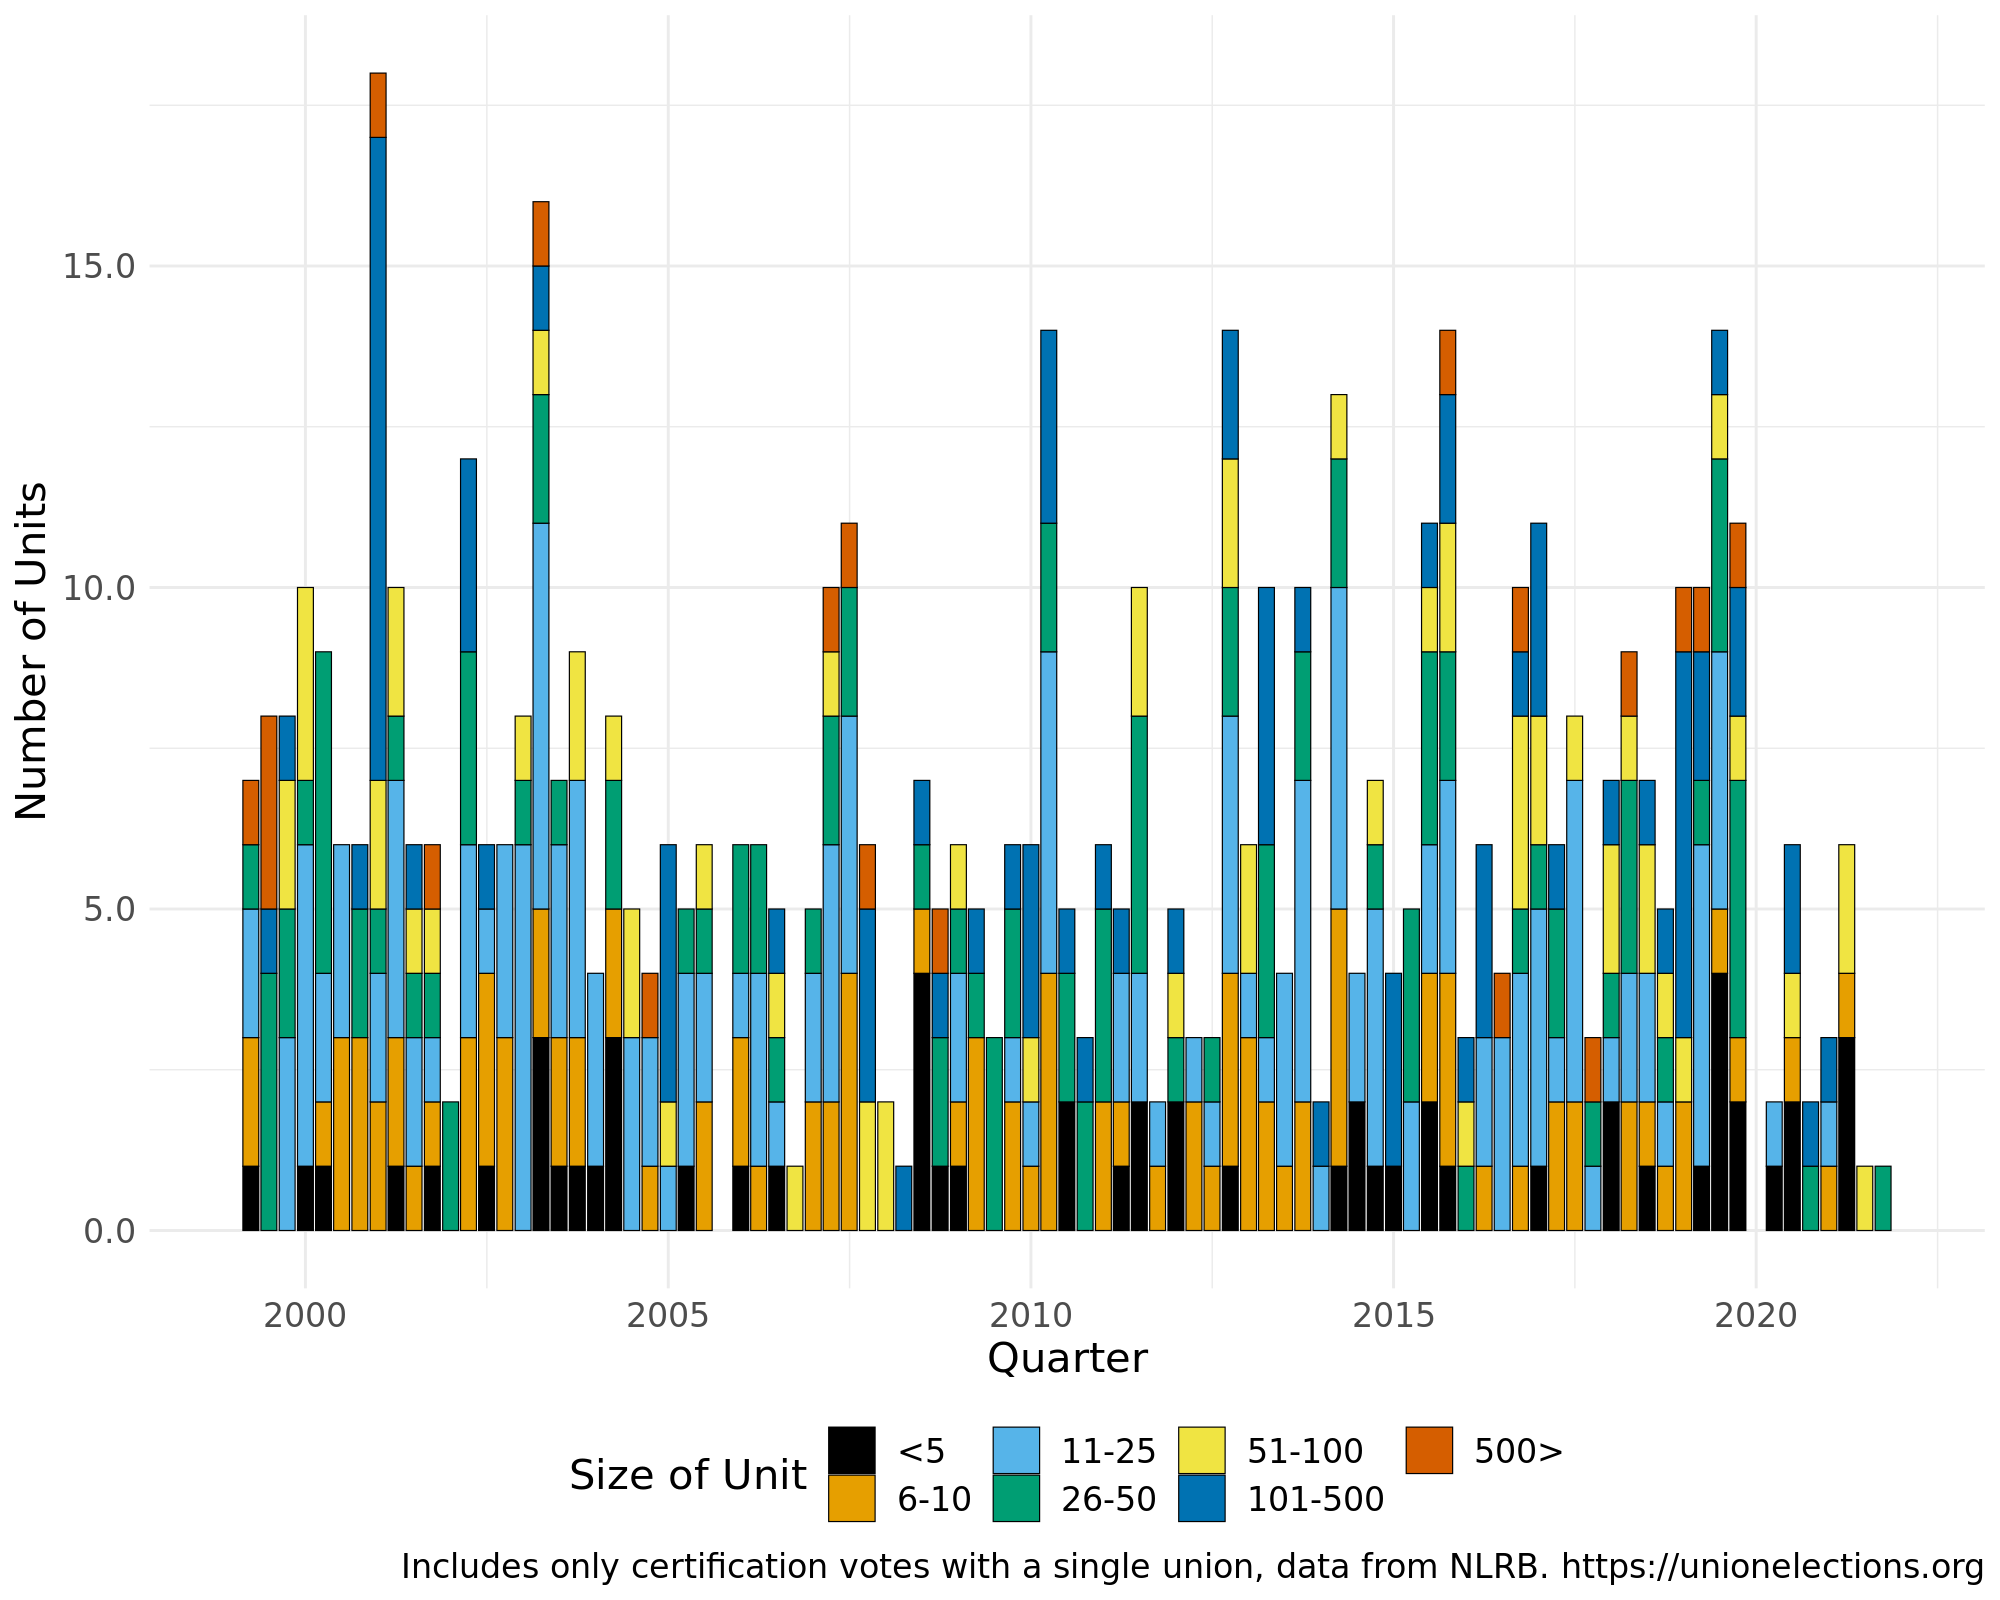 Number of Units
15.0
10.0
5.0
0.0
2000 2005 2010 2015 2020
Quarter
Size of Unit
<5 11-25 51-100 500>
6-10 26-50 101-500
Includes only certification votes with a single union, data from NLRB. https://unionelections.org